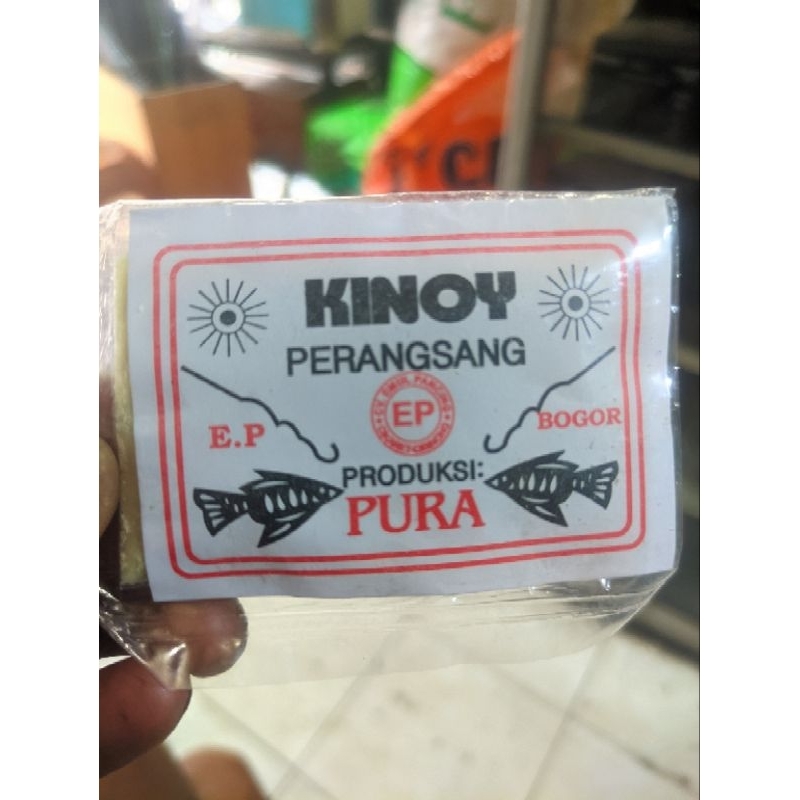 KINOY
PERANGSANG
EP
E.P
BOGOR
PRODUKSI:
PURA